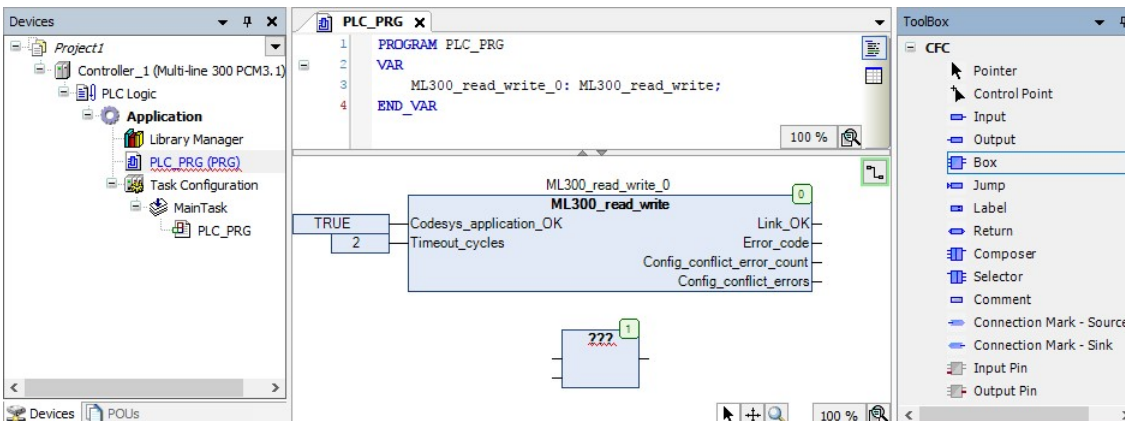 Devices
Project1
Controller_1 (Multi-line 300 PCM3.1)
PLC Logic
Application
Library Manager
PLC_PRG (PRG)
Task Configuration
MainTask
PLC_PRG
Devices
POUs
PLC_PRG
1 PROGRAM PLC_PRG
2 VAR
3 ML300_read_write_0: ML300_read_write;
4 END_VAR
100 %
ML300_read_write_0
0
ML300_read_write
TRUE Codesys_application_OK Link_OK
2 Timeout_cycles Error_code
Config_conflict_error_count
Config_conflict_errors
??? 1
100 %
ToolBox
CFC
Pointer
Control Point
Input
Output
Box
Jump
Label
Return
Composer
Selector
Comment
Connection Mark - Source
Connection Mark - Sink
Input Pin
Output Pin